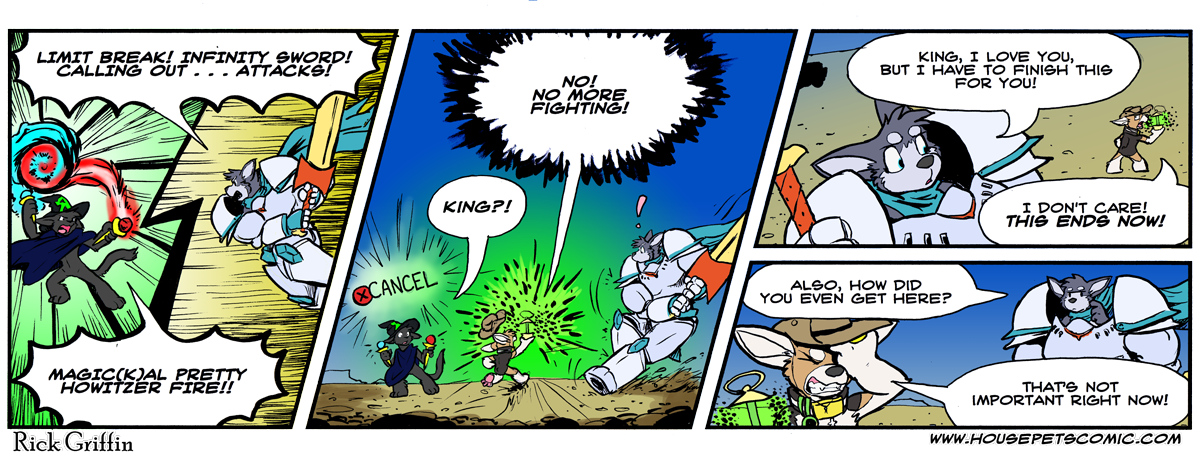 LIMIT BREAK! INFINITY SWORD!
CALLING OUT . . . ATTACKS!
MAGIC(K)AL PRETTY
HOWITZER FIRE!!
NO!
NO MORE
FIGHTING!
KING?!
!
XCANCEL
KING, I LOVE YOU,
BUT I HAVE TO FINISH THIS
FOR YOU!
I DON'T CARE!
THIS ENDS NOW!
ALSO, HOW DID
YOU EVEN GET HERE?
THAT'S NOT
IMPORTANT RIGHT NOW!
Rick Griffin
WWW.HOUSEPETSCOMIC.COM